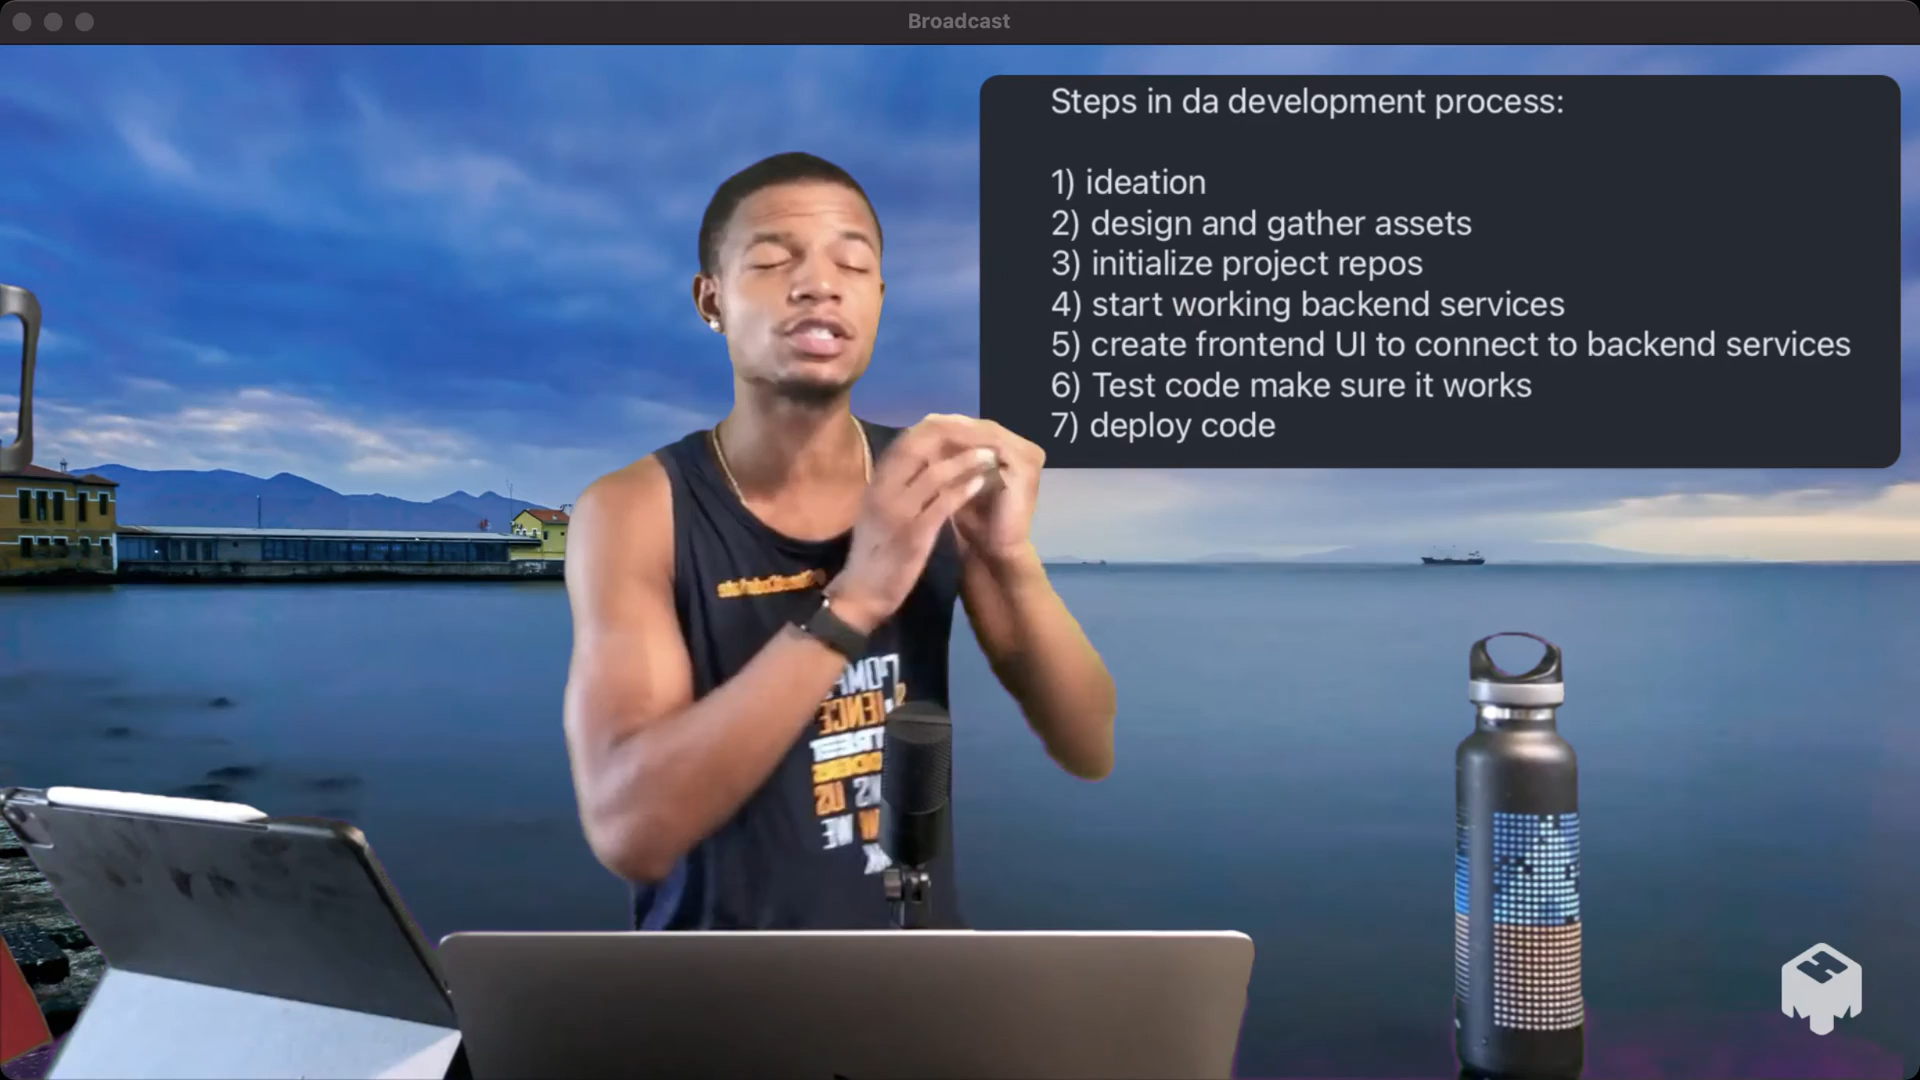 Broadcast
Steps in da development process:
1) ideation
2) design and gather assets
3) initialize project repos
4) start working backend services
5) create frontend UI to connect to backend services
6) Test code make sure it works
7) deploy code